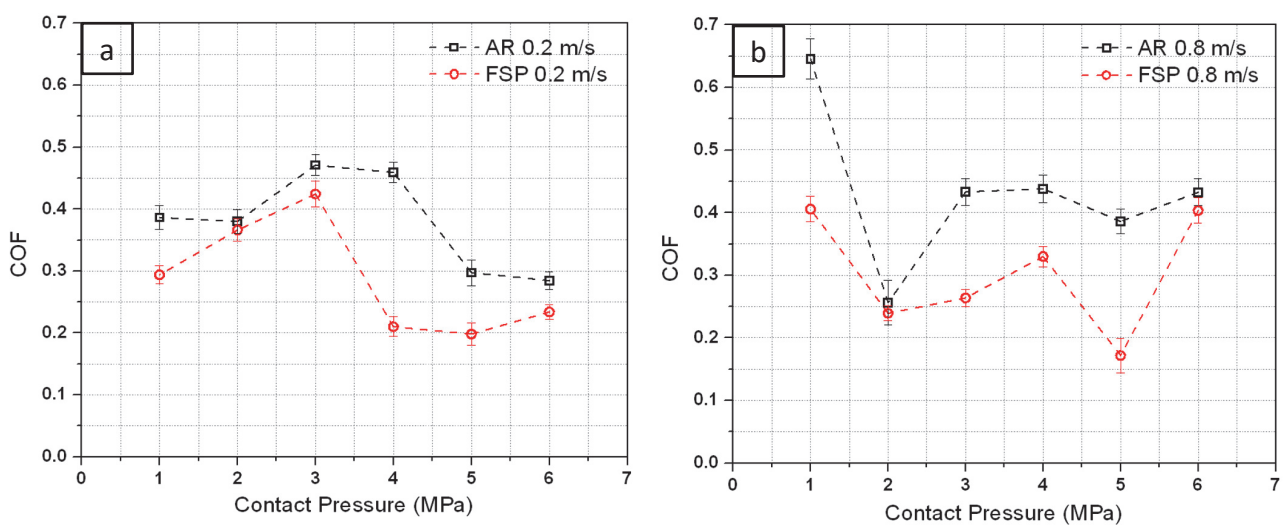 a
AR 0.2 m/s
FSP 0.2 m/s
0.7
0.6
0.5
0.4
0.3
0.2
0.1
0.0
COF
0 1 2 3 4 5 6 7
Contact Pressure (MPa)
b
AR 0.8 m/s
FSP 0.8 m/s
0.7
0.6
0.5
0.4
0.3
0.2
0.1
0.0
COF
0 1 2 3 4 5 6 7
Contact Pressure (MPa)